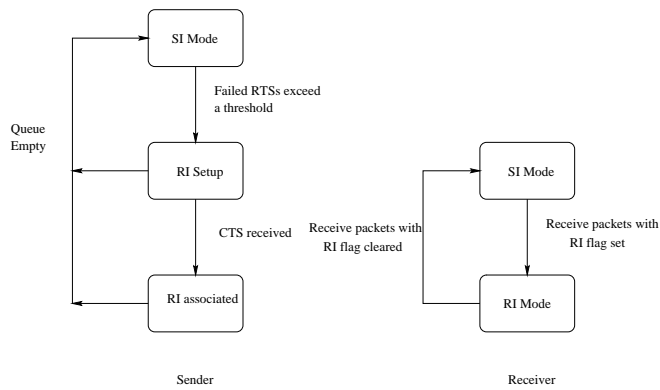 SI Mode
Failed RTSs exceed
a threshold
Queue
Empty
RI Setup
CTS received
RI associated
Sender
SI Mode
Receive packets with
RI flag cleared
Receive packets with
RI flag set
RI Mode
Receiver